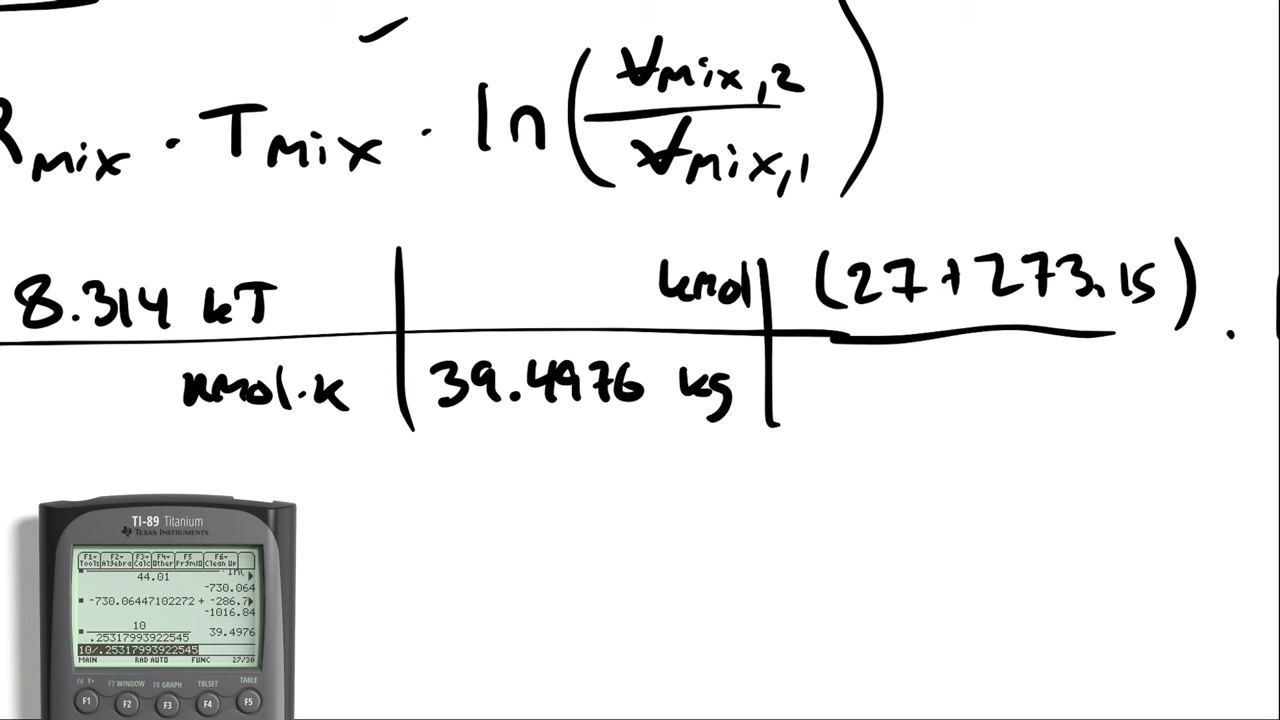 Rmix · Tmix · ln(∀mix,2 / ∀mix,1)
8.314 kJ | kmol | (27+273.15) ·
kmol·K | 39.4976 kg |
TI-89 Titanium
TEXAS INSTRUMENTS
F1 F2 F3 F4 F5 F6
Tools Algebra Calc Other PrgmIO Clean Up
44.01
-730.064
-730.06447102272 + -286.7
-1016.84
10
.25317993922545 39.4976
10/.25317993922545
MAIN RAD AUTO FUNC 27/30
F6 Y= F7 WINDOW F8 GRAPH TBLSET TABLE
F1 F2 F3 F4 F5